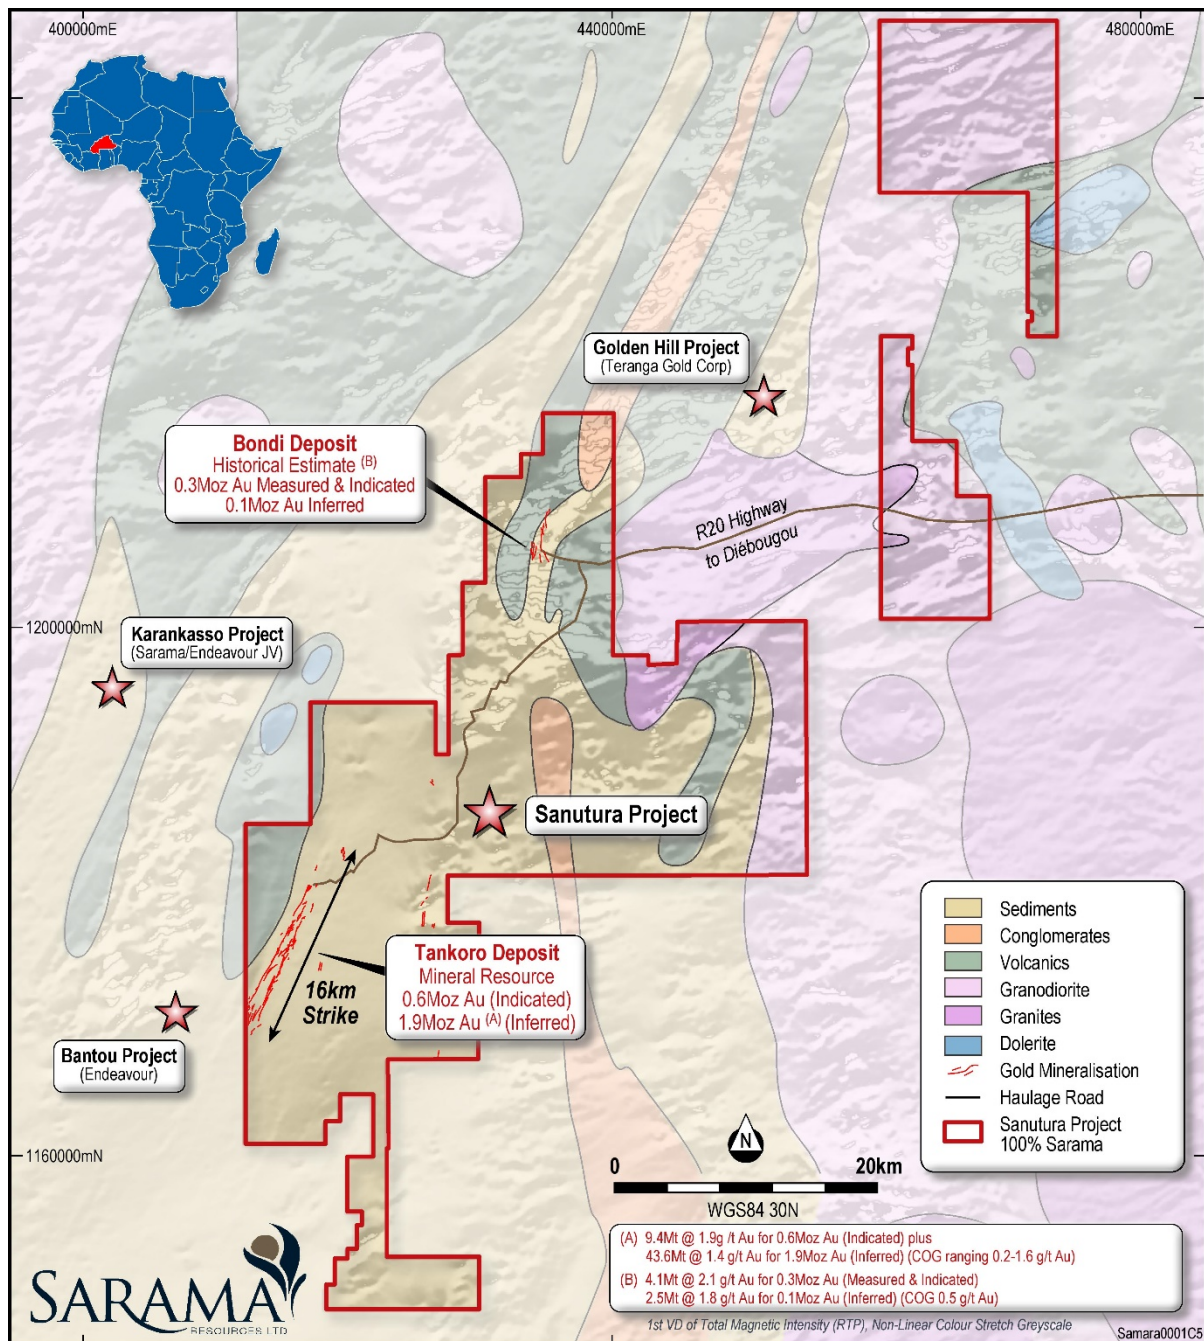 400000mE
440000mE
480000mE
Golden Hill Project
(Teranga Gold Corp)
Bondi Deposit
Historical Estimate (B)
0.3Moz Au Measured & Indicated
0.1Moz Au Inferred
R20 Highway
to Diébougou
1200000mN
Karankasso Project
(Sarama/Endeavour JV)
Sanutura Project
Tankoro Deposit
Mineral Resource
0.6Moz Au (Indicated)
1.9Moz Au (A) (Inferred)
16km
Strike
Bantou Project
(Endeavour)
Sediments
Conglomerates
Volcanics
Granodiorite
Granites
Dolerite
Gold Mineralisation
Haulage Road
Sanutura Project
100% Sarama
1160000mN
N
0 20km
WGS84 30N
(A) 9.4Mt @ 1.9g /t Au for 0.6Moz Au (Indicated) plus
43.6Mt @ 1.4 g/t Au for 1.9Moz Au (Inferred) (COG ranging 0.2-1.6 g/t Au)
(B) 4.1Mt @ 2.1 g/t Au for 0.3Moz Au (Measured & Indicated)
2.5Mt @ 1.8 g/t Au for 0.1Moz Au (Inferred) (COG 0.5 g/t Au)
1st VD of Total Magnetic Intensity (RTP), Non-Linear Colour Stretch Greyscale
SARAMA
RESOURCES LTD
Samara0001C5